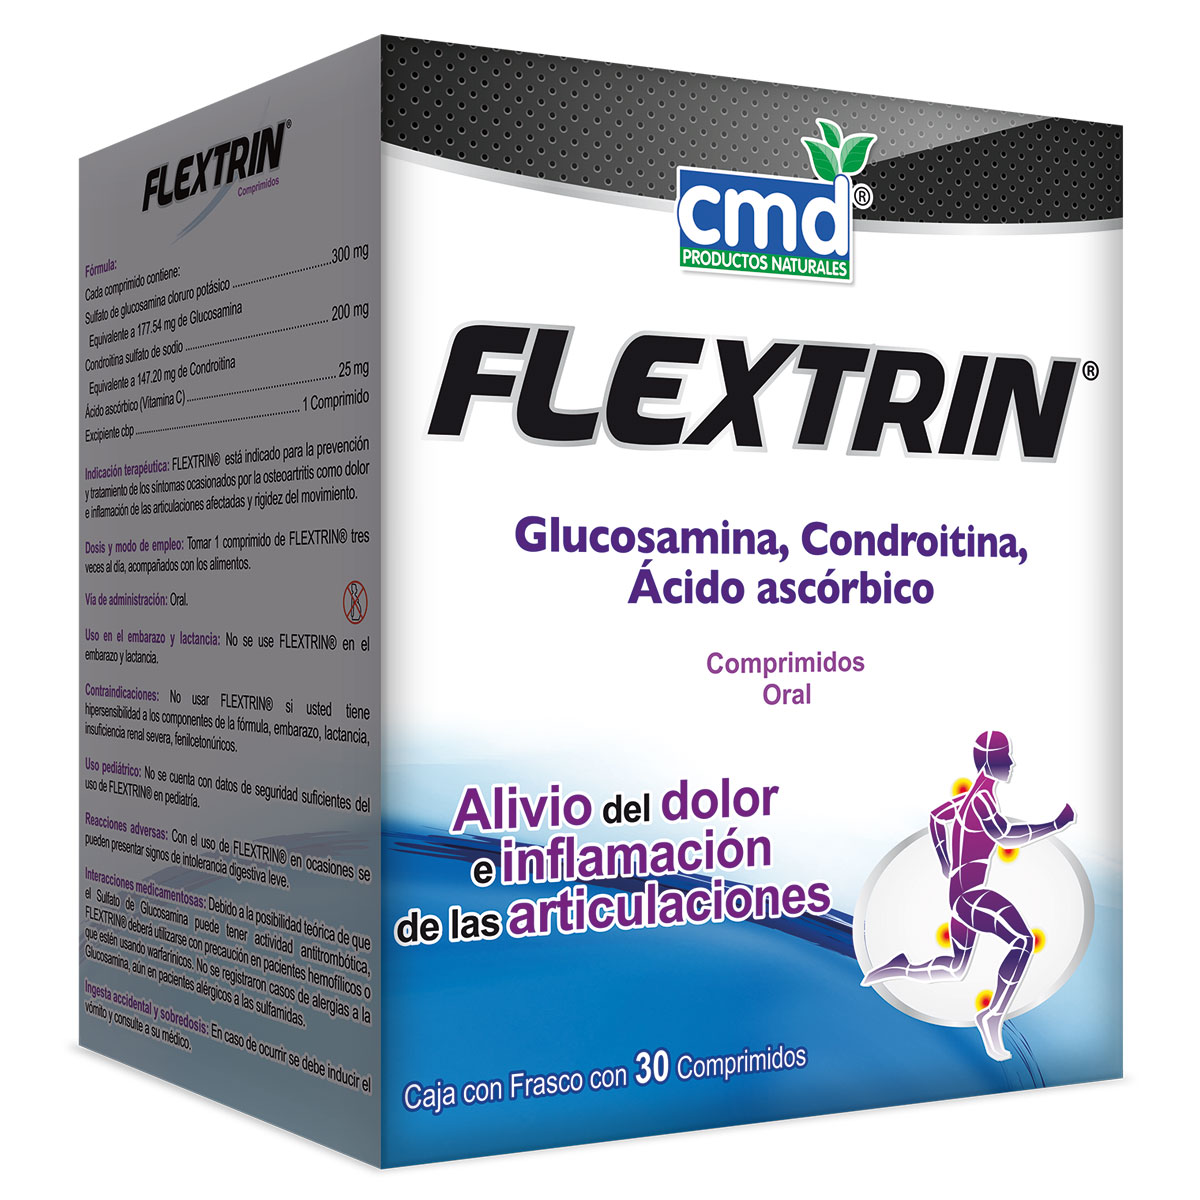 FLEXTRIN®
Comprimidos
Fórmula:
Cada comprimido contiene:
Sulfato de glucosamina cloruro potásico ............ 300 mg
Equivalente a 177.54 mg de Glucosamina
Condroitina sulfato de sodio ............ 200 mg
Equivalente a 147.20 mg de Condroitina
Ácido ascórbico (Vitamina C) ............ 25 mg
Excipiente cbp ............ 1 Comprimido
Indicación terapéutica: FLEXTRIN® está indicado para la prevención
y tratamiento de los síntomas ocasionados por la osteoartritis como dolor
e inflamación de las articulaciones afectadas y rigidez del movimiento.
Dosis y modo de empleo: Tomar 1 comprimido de FLEXTRIN® tres
veces al día, acompañados con los alimentos.
Vía de administración: Oral.
Uso en el embarazo y lactancia: No se use FLEXTRIN® en el
embarazo y lactancia.
Contraindicaciones: No usar FLEXTRIN® si usted tiene
hipersensibilidad a los componentes de la fórmula, embarazo, lactancia,
insuficiencia renal severa, fenilcetonúricos.
Uso pediátrico: No se cuenta con datos de seguridad suficientes del
uso de FLEXTRIN® en pediatría.
Reacciones adversas: Con el uso de FLEXTRIN® en ocasiones se
pueden presentar signos de intolerancia digestiva leve.
Interacciones medicamentosas: Debido a la posibilidad teórica de que
el Sulfato de Glucosamina puede tener actividad antitrombótica,
FLEXTRIN® deberá utilizarse con precaución en pacientes hemofílicos o
que estén usando warfarínicos. No se registraron casos de alergias a la
Glucosamina, aún en pacientes alérgicos a las sulfamidas.
Ingesta accidental y sobredosis: En caso de ocurrir se debe inducir el
vómito y consulte a su médico.
cmd®
PRODUCTOS NATURALES
FLEXTRIN®
Glucosamina, Condroitina,
Ácido ascórbico
Comprimidos
Oral
Alivio del dolor
e inflamación
de las articulaciones
Caja con Frasco con 30 Comprimidos